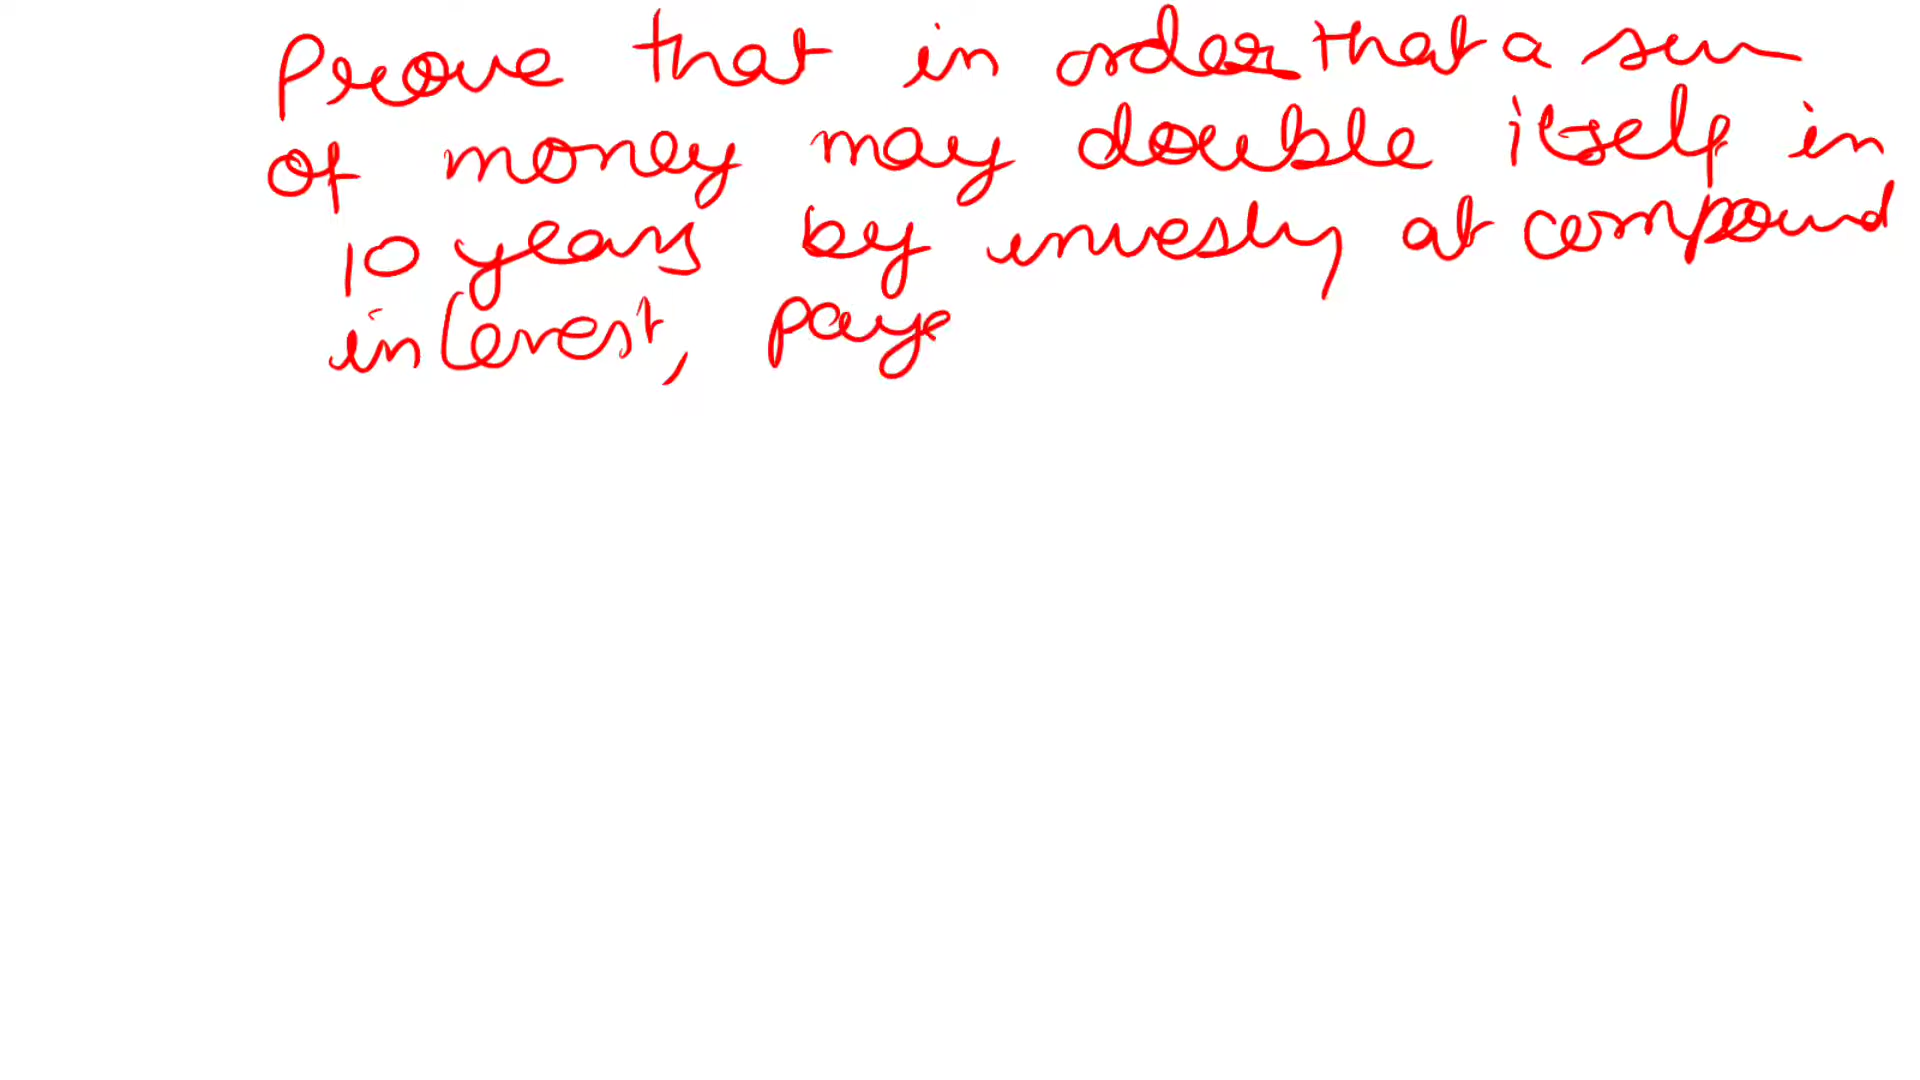 Prove that in order that a sum
of money may double itself in
10 years by investing at compound
interest, paya